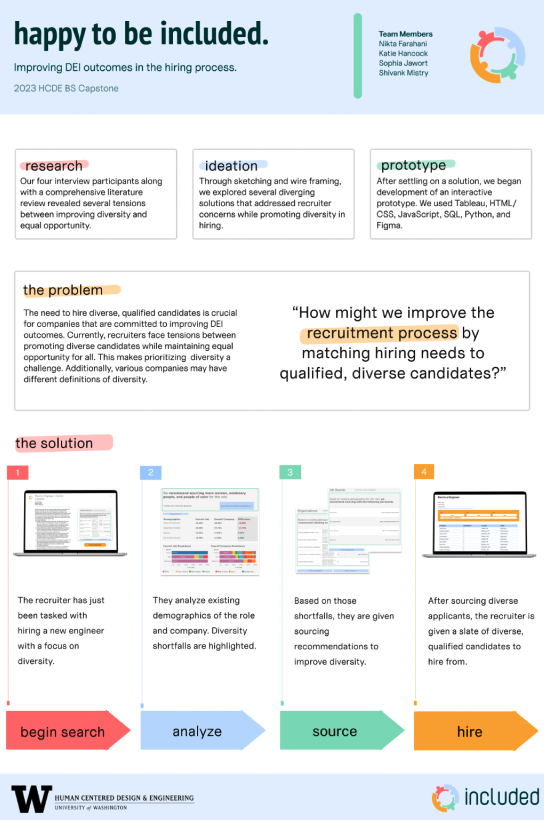 happy to be included.
Improving DEI outcomes in the hiring process.
2023 HCDE BS Capstone
Team Members
Nikta Farahani
Katie Hancock
Sophia Jawort
Shivank Mistry
research
Our four interview participants along
with a comprehensive literature
review revealed several tensions
between improving diversity and
equal opportunity.
ideation
Through sketching and wire framing,
we explored several diverging
solutions that addressed recruiter
concerns while promoting diversity in
hiring.
prototype
After settling on a solution, we began
development of an interactive
prototype. We used Tableau, HTML/
CSS, JavaScript, SQL, Python, and
Figma.
the problem
The need to hire diverse, qualified candidates is crucial
for companies that are committed to improving DEI
outcomes. Currently, recruiters face tensions between
promoting diverse candidates while maintaining equal
opportunity for all. This makes prioritizing diversity a
challenge. Additionally, various companies may have
different definitions of diversity.
“How might we improve the
recruitment process by
matching hiring needs to
qualified, diverse candidates?”
the solution
1
2
3
4
The recruiter has just
been tasked with
hiring a new engineer
with a focus on
diversity.
They analyze existing
demographics of the role
and company. Diversity
shortfalls are highlighted.
Based on those
shortfalls, they are given
sourcing
recommendations to
improve diversity.
After sourcing diverse
applicants, the recruiter is
given a slate of diverse,
qualified candidates to
hire from.
begin search
analyze
source
hire
W
HUMAN CENTERED DESIGN & ENGINEERING
UNIVERSITY of WASHINGTON
included